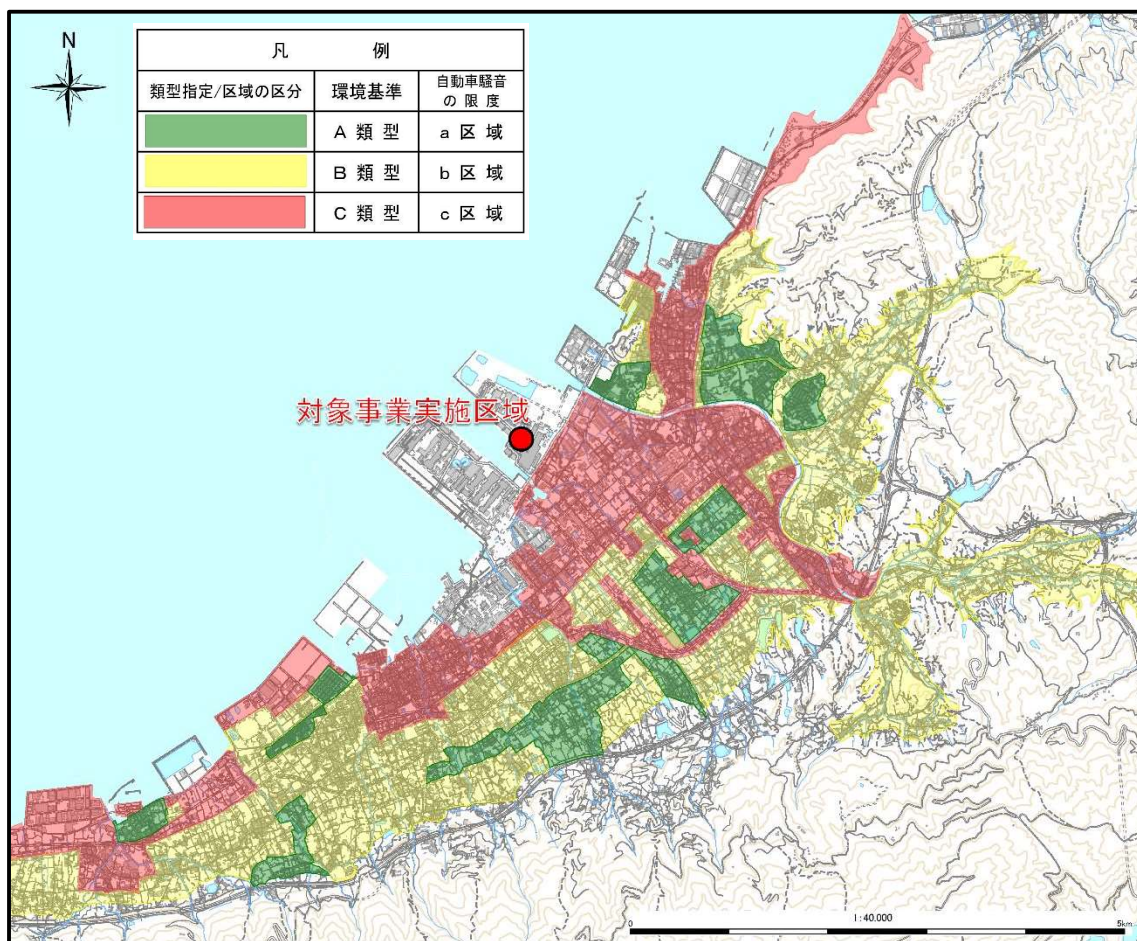 N
凡 例
類型指定/区域の区分 環境基準 自動車騒音の限度
A 類 型 a 区 域
B 類 型 b 区 域
C 類 型 c 区 域
対象事業実施区域
0 1:40,000 5km